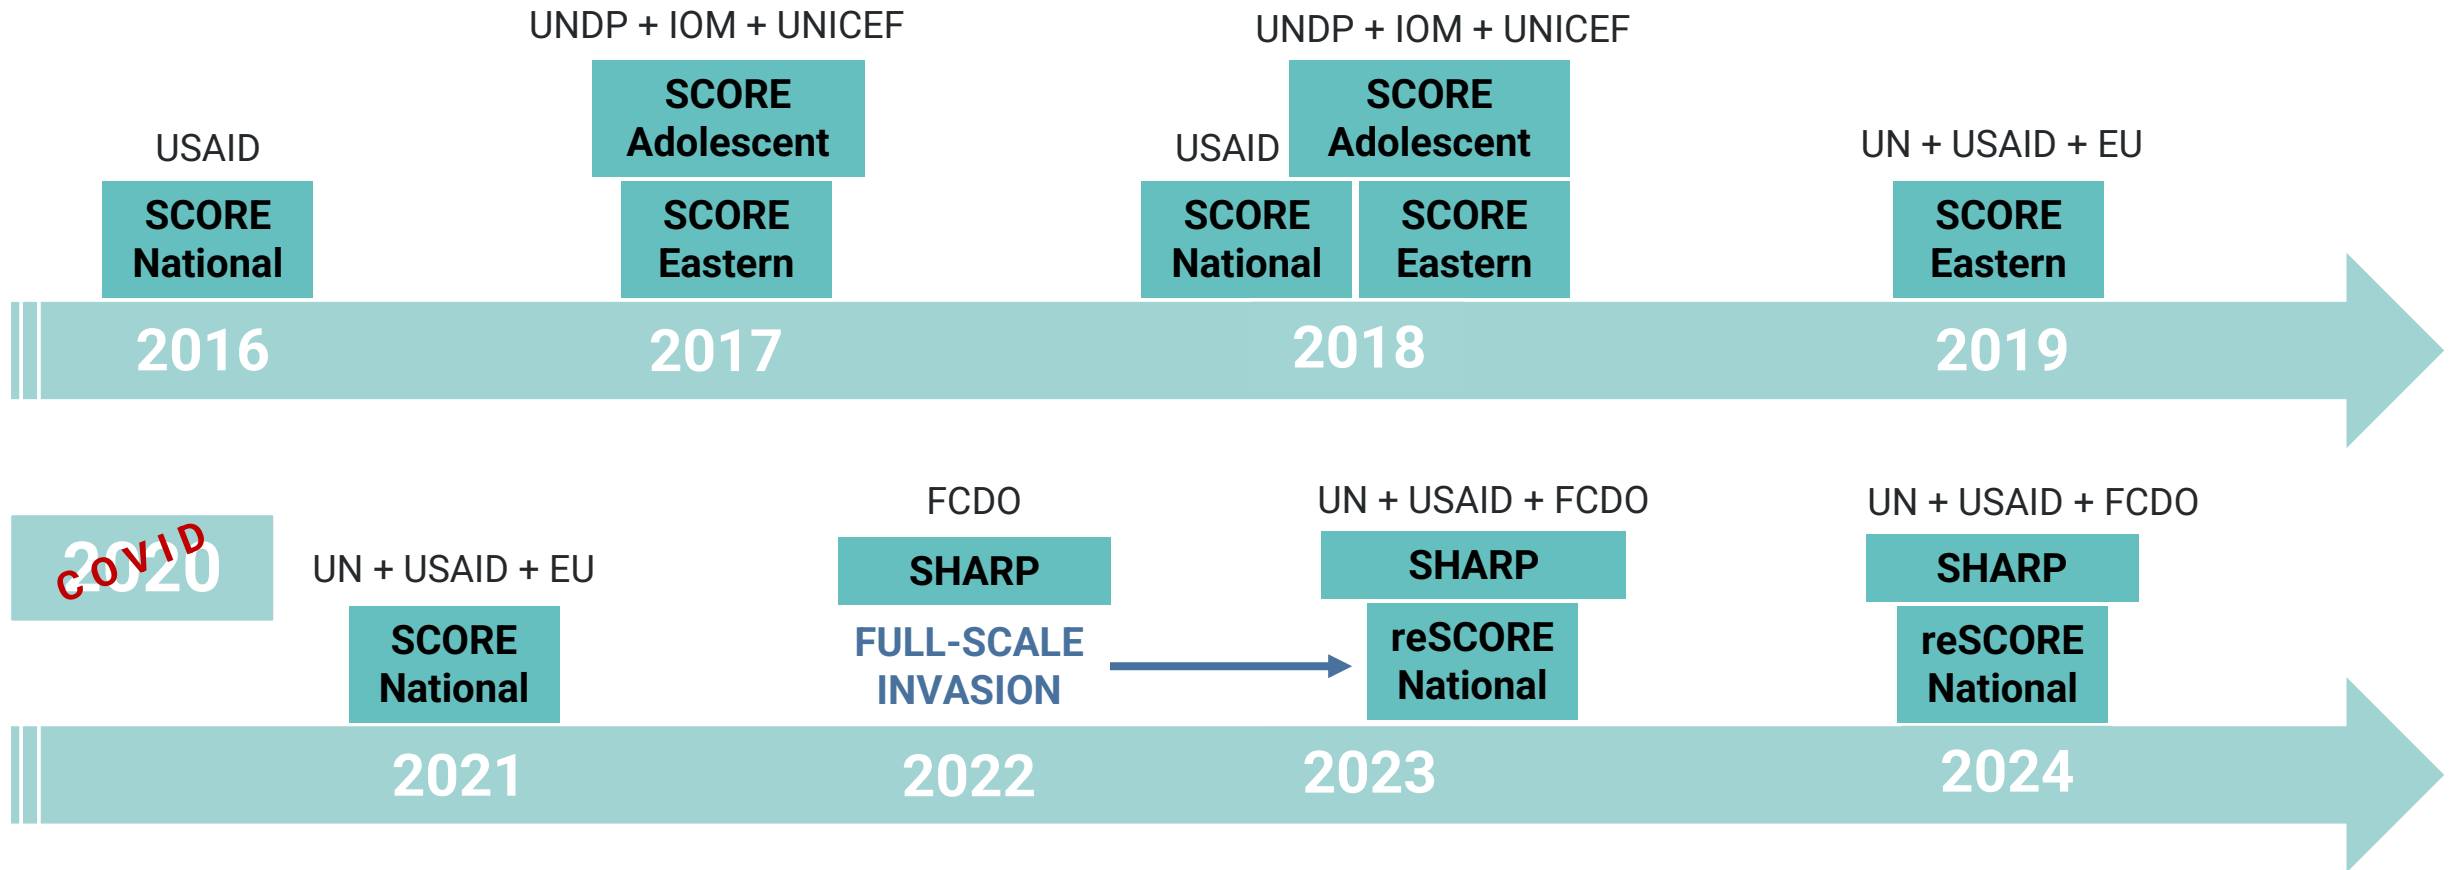 UNDP + IOM + UNICEF
UNDP + IOM + UNICEF
SCORE
Adolescent
SCORE
Adolescent
USAID
USAID
UN + USAID + EU
SCORE
National
SCORE
Eastern
SCORE
National
SCORE
Eastern
SCORE
Eastern
2016
2017
2018
2019
2020
COVID
UN + USAID + EU
SCORE
National
FCDO
SHARP
FULL-SCALE
INVASION
UN + USAID + FCDO
SHARP
reSCORE
National
UN + USAID + FCDO
SHARP
reSCORE
National
2021
2022
2023
2024